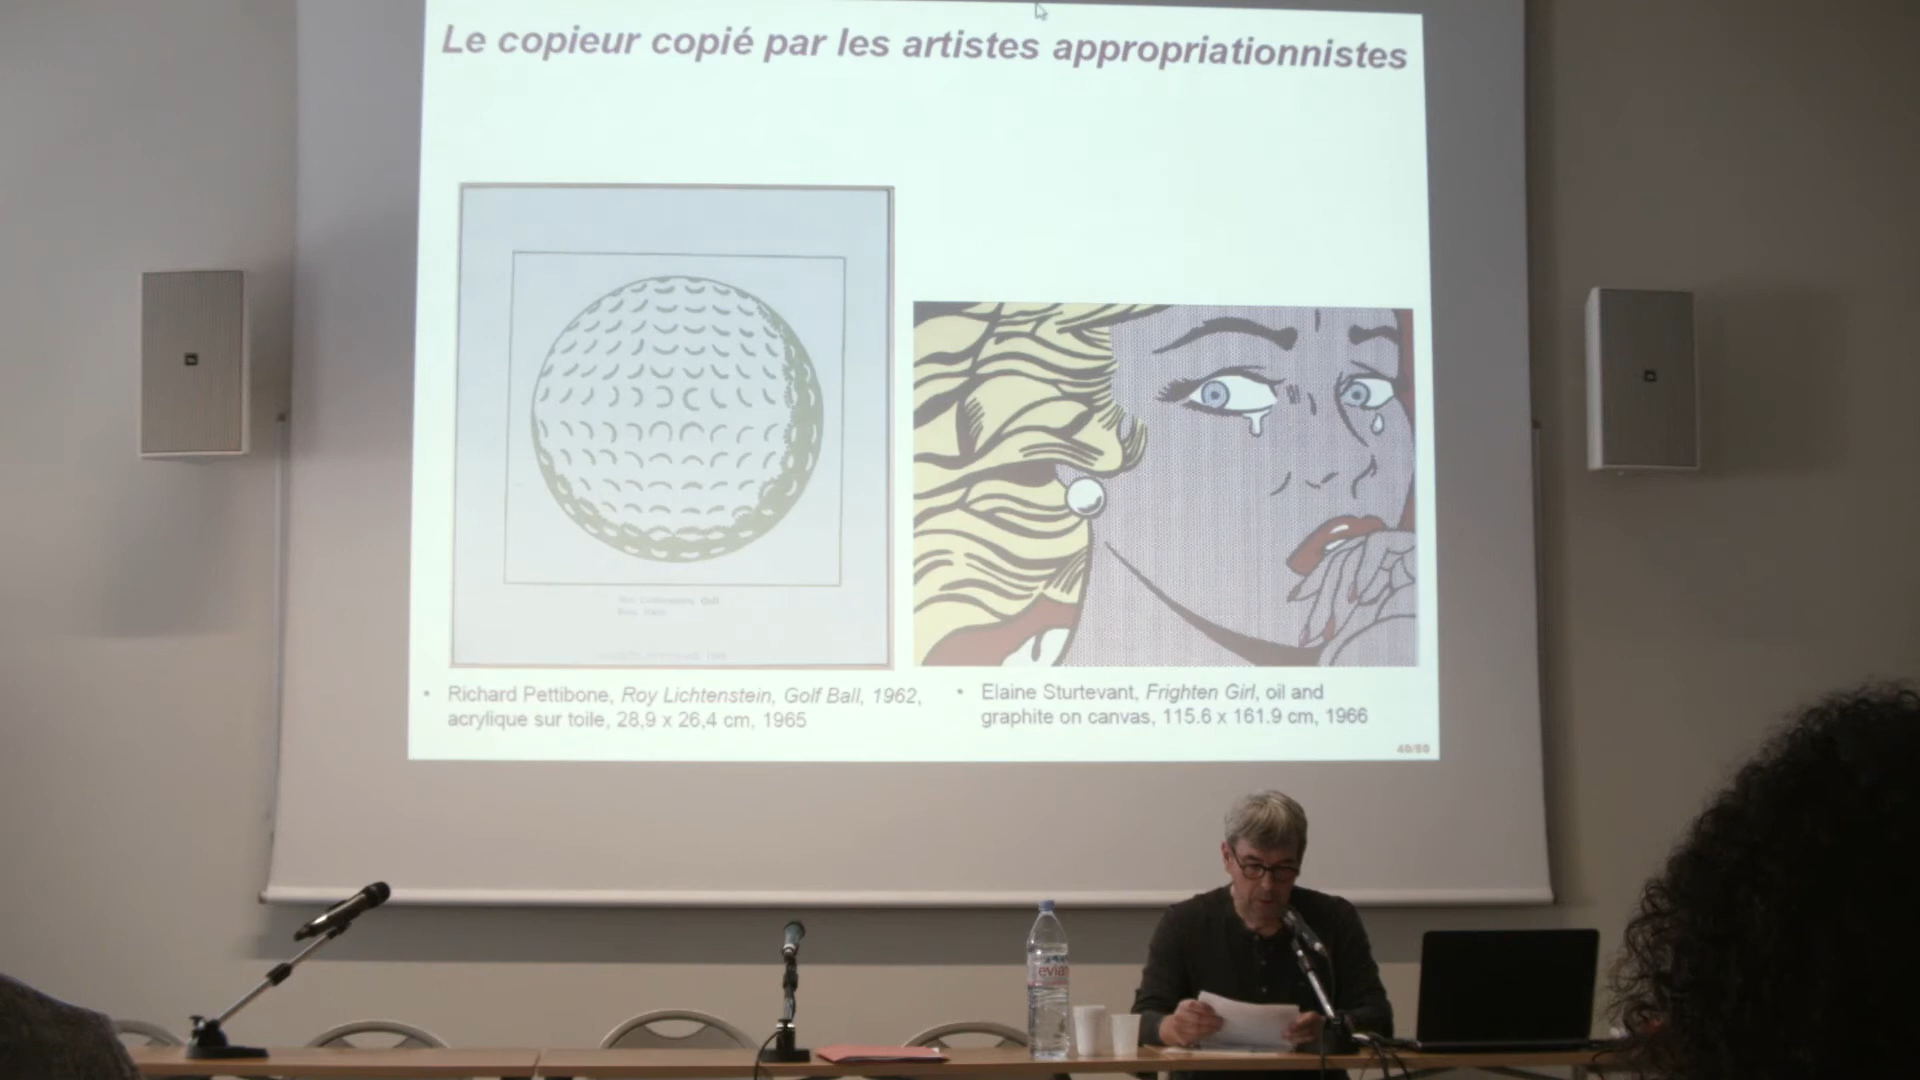 Le copieur copié par les artistes appropriationnistes
Richard Pettibone, Roy Lichtenstein, Golf Ball, 1962,
acrylique sur toile, 28,9 x 26,4 cm, 1965
Elaine Sturtevant, Frighten Girl, oil and
graphite on canvas, 115.6 x 161.9 cm, 1966
evian